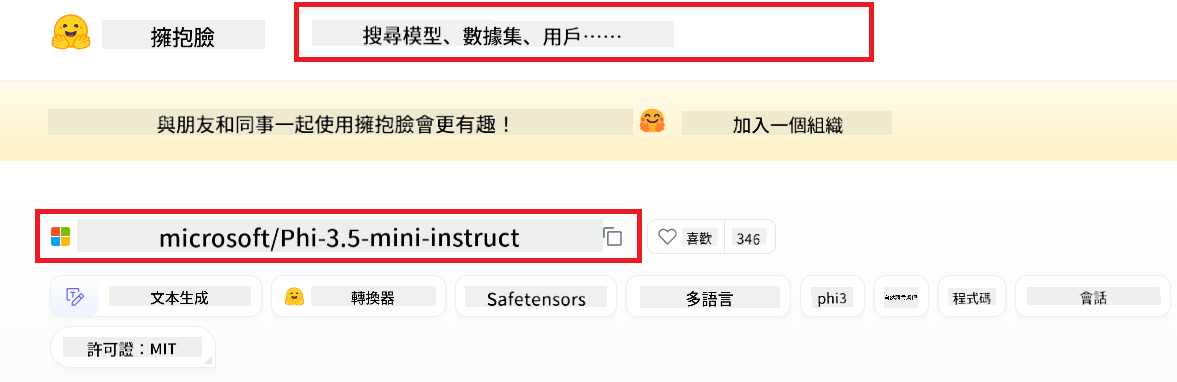 擁抱臉 搜尋模型、數據集、用戶……
與朋友和同事一起使用擁抱臉會更有趣！ 加入一個組織
microsoft/Phi-3.5-mini-instruct 喜歡 346
文本生成 轉換器 Safetensors 多語言 phi3 程式碼 會話
許可證：MIT